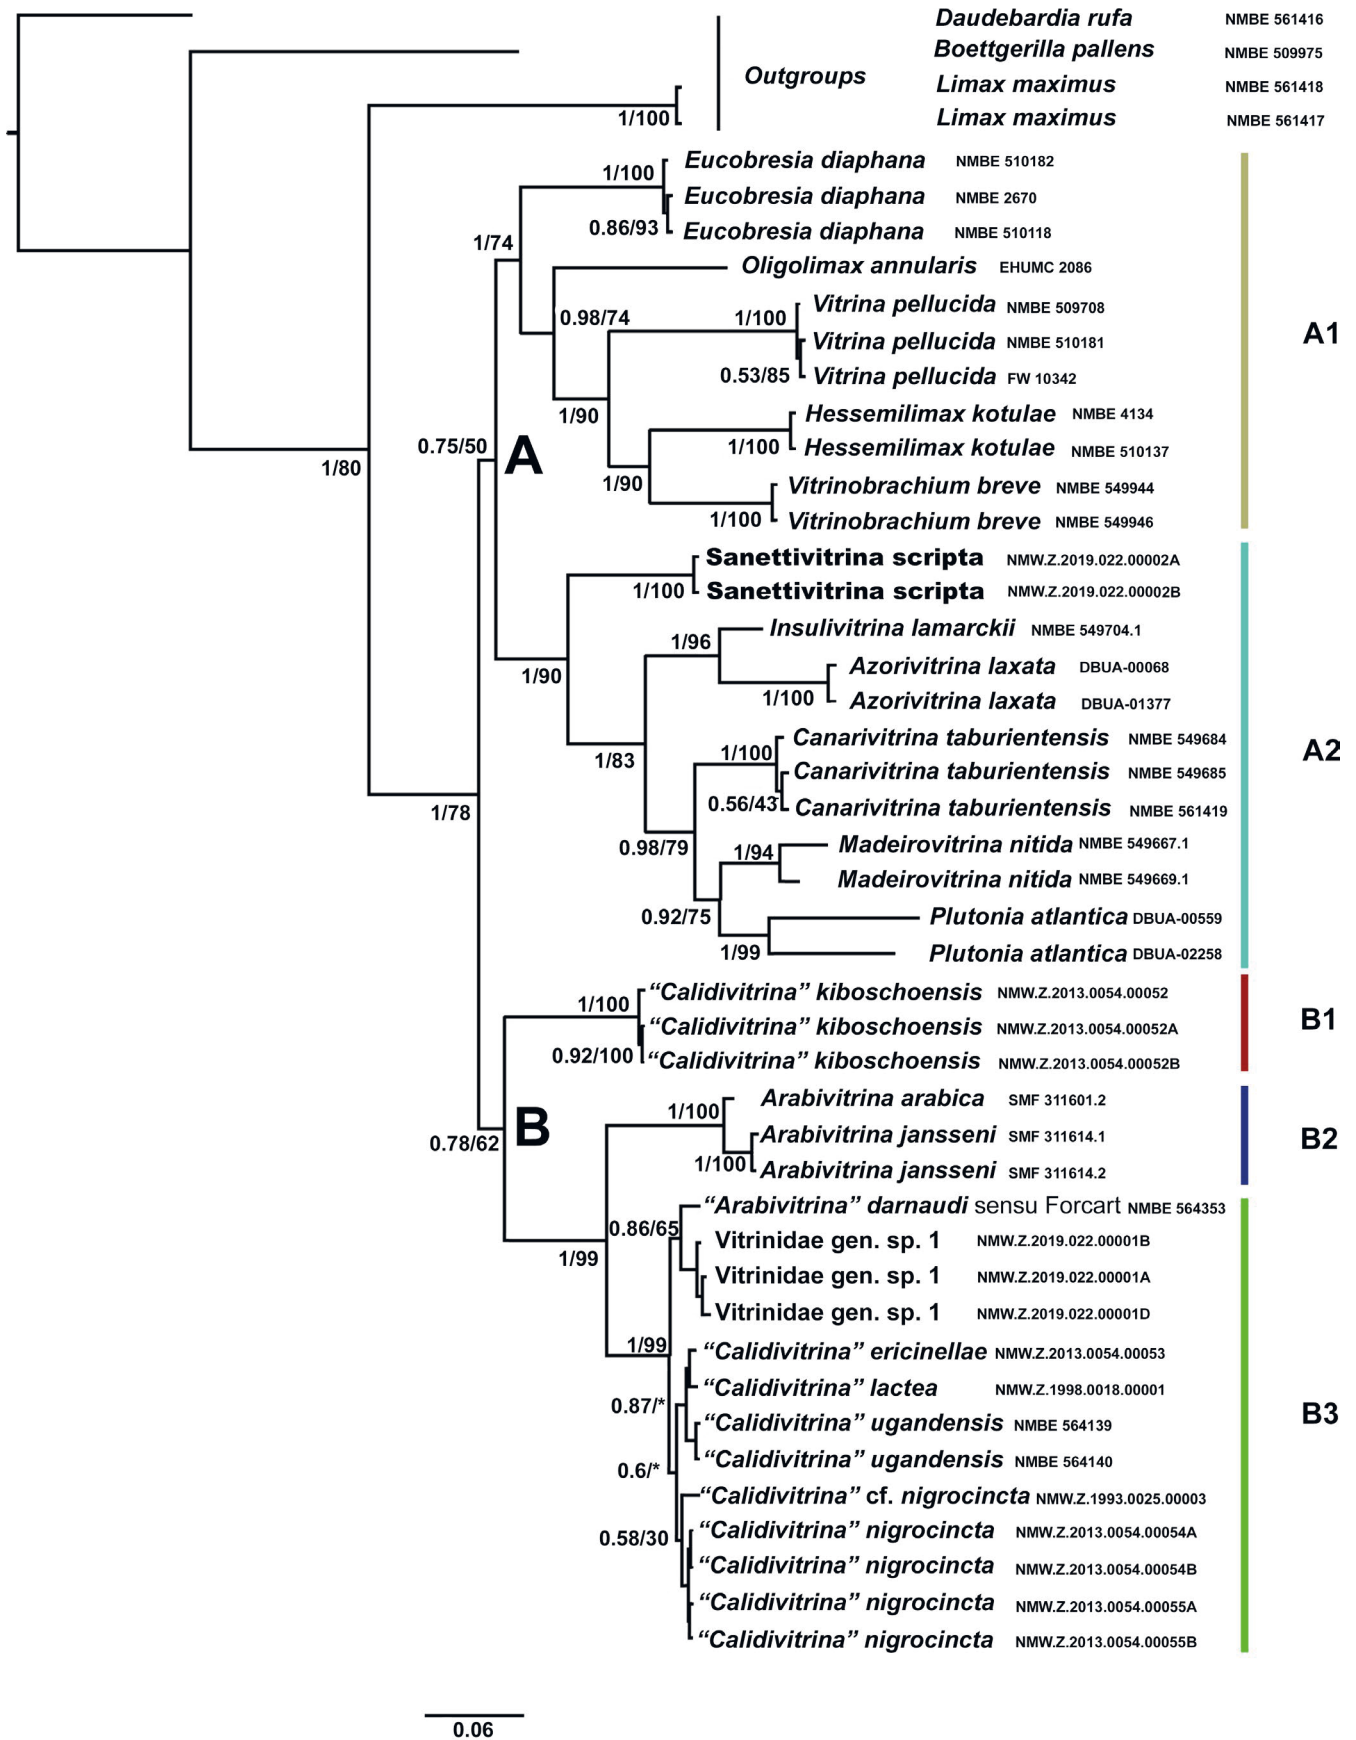 Daudebardia rufa NMBE 561416
Boettgerilla pallens NMBE 509975
Outgroups
Limax maximus NMBE 561418
1/100
Limax maximus NMBE 561417
Eucobresia diaphana NMBE 510182
1/100
Eucobresia diaphana NMBE 2670
0.86/93
Eucobresia diaphana NMBE 510118
1/74
Oligolimax annularis EHUMC 2086
Vitrina pellucida NMBE 509708
0.98/74
1/100
A1
Vitrina pellucida NMBE 510181
0.53/85
Vitrina pellucida FW 10342
1/90
Hessemilimax kotulae NMBE 4134
0.75/50
A
1/100
Hessemilimax kotulae NMBE 510137
1/80
1/90
Vitrinobrachium breve NMBE 549944
1/100
Vitrinobrachium breve NMBE 549946
Sanettivitrina scripta NMW.Z.2019.022.00002A
1/100
Sanettivitrina scripta NMW.Z.2019.022.00002B
Insulivitrina lamarckii NMBE 549704.1
1/96
Azorivitrina laxata DBUA-00068
1/90
1/100
Azorivitrina laxata DBUA-01377
Canarivitrina taburientensis NMBE 549684
1/100
A2
1/83
Canarivitrina taburientensis NMBE 549685
0.56/43
Canarivitrina taburientensis NMBE 561419
1/78
0.98/79
Madeirovitrina nitida NMBE 549667.1
1/94
Madeirovitrina nitida NMBE 549669.1
0.92/75
Plutonia atlantica DBUA-00559
1/99
Plutonia atlantica DBUA-02258
“Calidivitrina” kiboschoensis NMW.Z.2013.0054.00052
1/100
B1
“Calidivitrina” kiboschoensis NMW.Z.2013.0054.00052A
0.92/100
“Calidivitrina” kiboschoensis NMW.Z.2013.0054.00052B
Arabivitrina arabica SMF 311601.2
1/100
B
0.78/62
Arabivitrina jansseni SMF 311614.1
B2
1/100
Arabivitrina jansseni SMF 311614.2
“Arabivitrina” darnaudi sensu Forcart NMBE 564353
0.86/65
Vitrinidae gen. sp. 1 NMW.Z.2019.022.00001B
1/99
Vitrinidae gen. sp. 1 NMW.Z.2019.022.00001A
Vitrinidae gen. sp. 1 NMW.Z.2019.022.00001D
1/99
“Calidivitrina” ericinellae NMW.Z.2013.0054.00053
“Calidivitrina” lactea NMW.Z.1998.0018.00001
0.87/*
B3
“Calidivitrina” ugandensis NMBE 564139
“Calidivitrina” ugandensis NMBE 564140
0.6/*
“Calidivitrina” cf. nigrocincta NMW.Z.1993.0025.00003
0.58/30
“Calidivitrina” nigrocincta NMW.Z.2013.0054.00054A
“Calidivitrina” nigrocincta NMW.Z.2013.0054.00054B
“Calidivitrina” nigrocincta NMW.Z.2013.0054.00055A
“Calidivitrina” nigrocincta NMW.Z.2013.0054.00055B
0.06